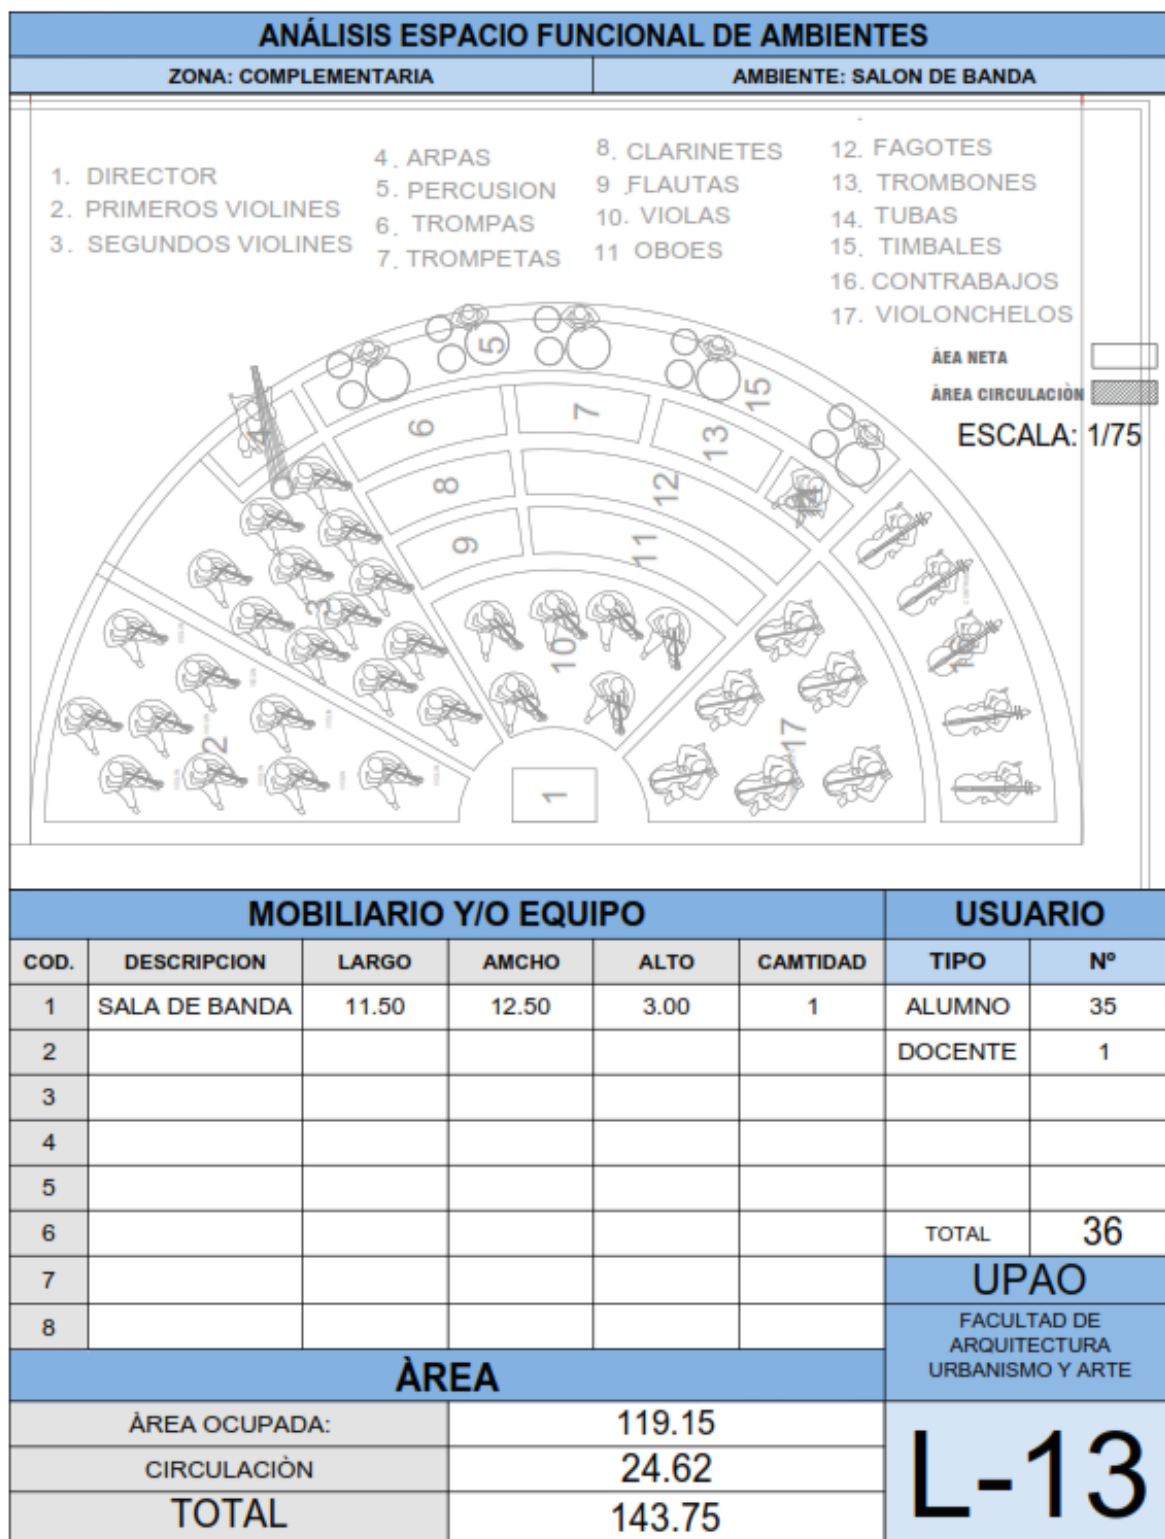 ANÁLISIS ESPACIO FUNCIONAL DE AMBIENTES
ZONA: COMPLEMENTARIA
AMBIENTE: SALON DE BANDA
1. DIRECTOR
2. PRIMEROS VIOLINES
3. SEGUNDOS VIOLINES
4. ARPAS
5. PERCUSION
6. TROMPAS
7. TROMPETAS
8. CLARINETES
9. FLAUTAS
10. VIOLAS
11 OBOES
12. FAGOTES
13. TROMBONES
14. TUBAS
15. TIMBALES
16. CONTRABAJOS
17. VIOLONCHELOS
ÀEA NETA
ÀREA CIRCULACIÒN
ESCALA: 1/75
5
15
4
6
7
13
14
8
12
9
11
3
10
16
2
17
1
MOBILIARIO Y/O EQUIPO
USUARIO
COD. DESCRIPCION LARGO AMCHO ALTO CAMTIDAD TIPO Nº
1 SALA DE BANDA 11.50 12.50 3.00 1 ALUMNO 35
2 DOCENTE 1
3
4
5
6 TOTAL 36
7
8
UPAO
FACULTAD DE
ARQUITECTURA
URBANISMO Y ARTE
ÀREA
ÀREA OCUPADA: 119.15
CIRCULACIÒN 24.62
TOTAL 143.75
L-13